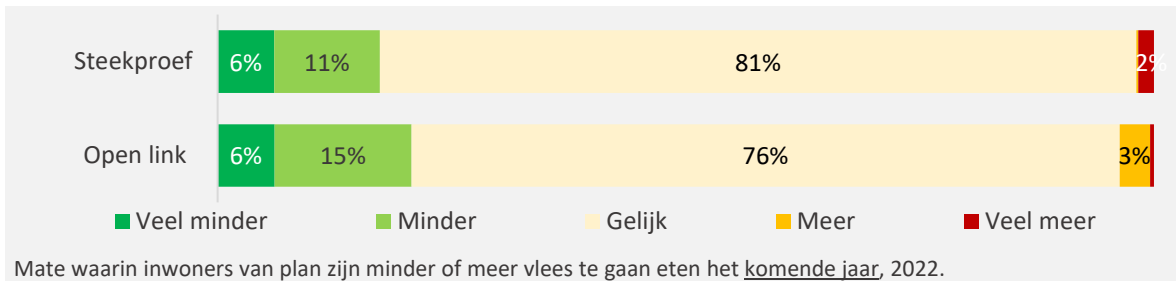 Steekproef 6% 11% 81% 2%
Open link 6% 15% 76% 3%
Veel minder Minder Gelijk Meer Veel meer
Mate waarin inwoners van plan zijn minder of meer vlees te gaan eten het komende jaar, 2022.